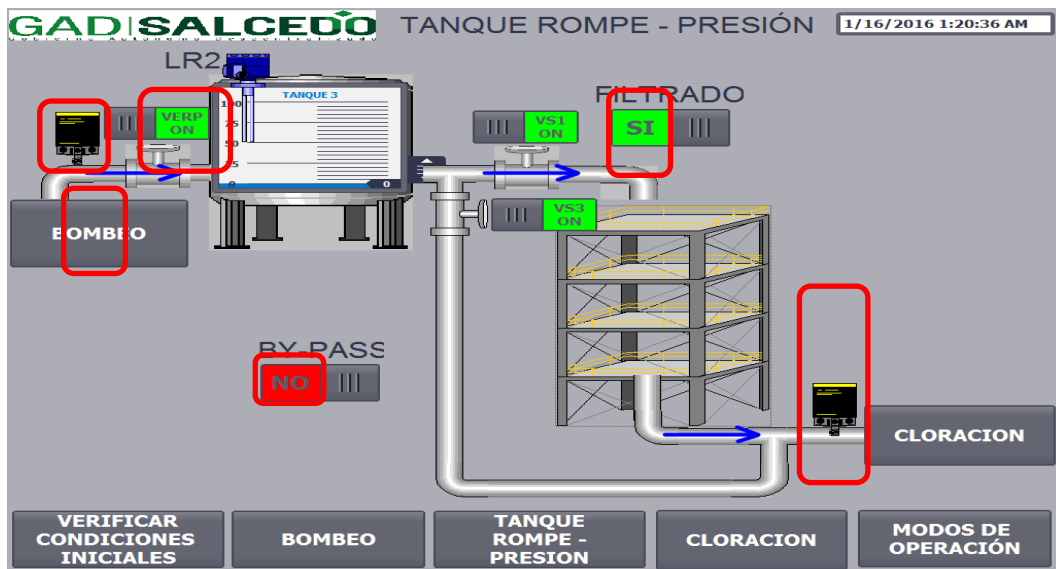 GAD SALCEDO
TANQUE ROMPE - PRESIÓN
1/16/2016 1:20:36 AM
LR2
TANQUE 3
100
75
50
0
0
VERP
ON
FILTRADO
VS1
ON
SI
VS3
ON
BOMBEO
BY-PASS
NO
CLORACION
VERIFICAR
CONDICIONES
INICIALES
BOMBEO
TANQUE
ROMPE -
PRESION
CLORACION
MODOS DE
OPERACIÓN